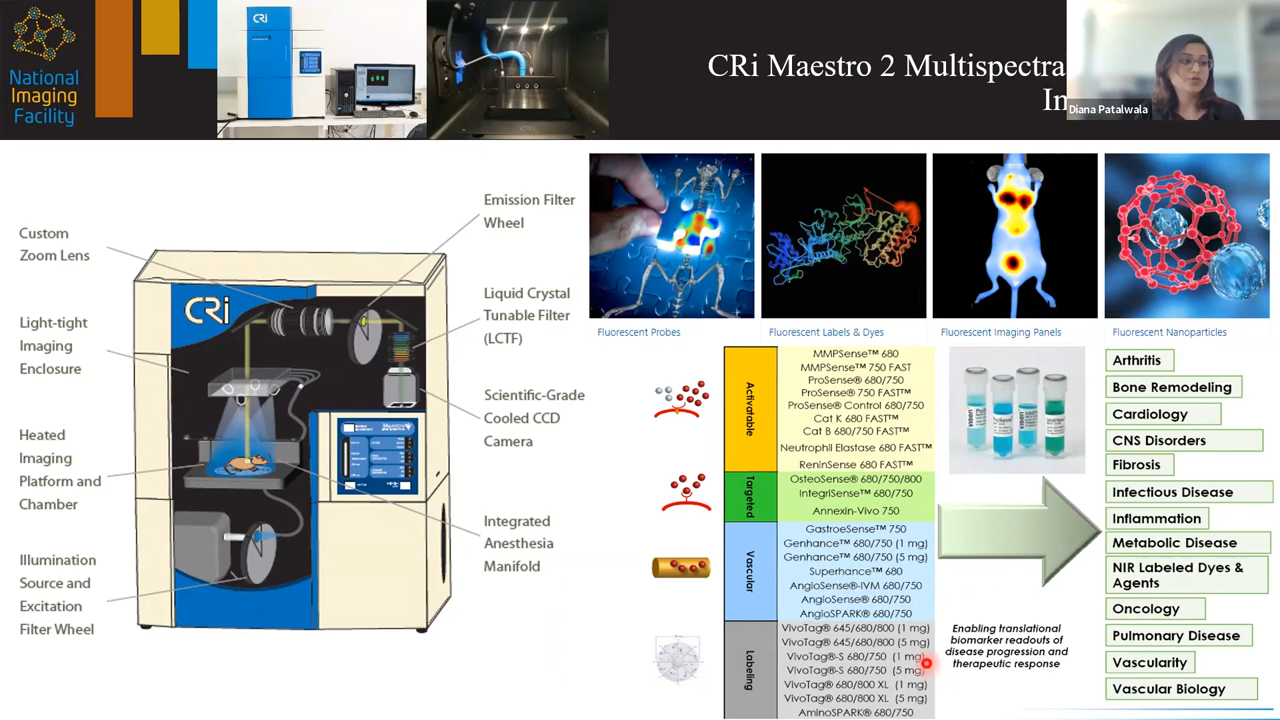 National
Imaging
Facility
CRi
CRi Maestro 2 Multispectra
In
Diana Patalwala
Custom
Zoom Lens
Light-tight
Imaging
Enclosure
Heated
Imaging
Platform and
Chamber
Illumination
Source and
Excitation
Filter Wheel
CRi
Emission Filter
Wheel
Liquid Crystal
Tunable Filter
(LCTF)
Scientific-Grade
Cooled CCD
Camera
Integrated
Anesthesia
Manifold
Fluorescent Probes
Fluorescent Labels & Dyes
Fluorescent Imaging Panels
Fluorescent Nanoparticles
Activatable
MMPSense™ 680
MMPSense™ 750 FAST
ProSense® 680/750
ProSense® 750 FAST™
ProSense® Control 680/750
Cat K 680 FAST™
Cat B 680/750 FAST™
Neutrophil Elastase 680 FAST™
ReninSense 680 FAST™
Targeted
OsteoSense® 680/750/800
IntegriSense™ 680/750
Annexin-Vivo 750
Vascular
GastroeSense™ 750
Genhance™ 680/750 (1 mg)
Genhance™ 680/750 (5 mg)
Superhance™ 680
AngioSense®-IVM 680/750
AngioSense® 680/750
AngioSPARK® 680/750
Labeling
VivoTag® 645/680/800 (1 mg)
VivoTag® 645/680/800 (5 mg)
VivoTag®-S 680/750 (1 mg)
VivoTag®-S 680/750 (5 mg)
VivoTag® 680/800 XL (1 mg)
VivoTag® 680/800 XL (5 mg)
AminoSPARK® 680/750
Enabling translational
biomarker readouts of
disease progression and
therapeutic response
Arthritis
Bone Remodeling
Cardiology
CNS Disorders
Fibrosis
Infectious Disease
Inflammation
Metabolic Disease
NIR Labeled Dyes &
Agents
Oncology
Pulmonary Disease
Vascularity
Vascular Biology